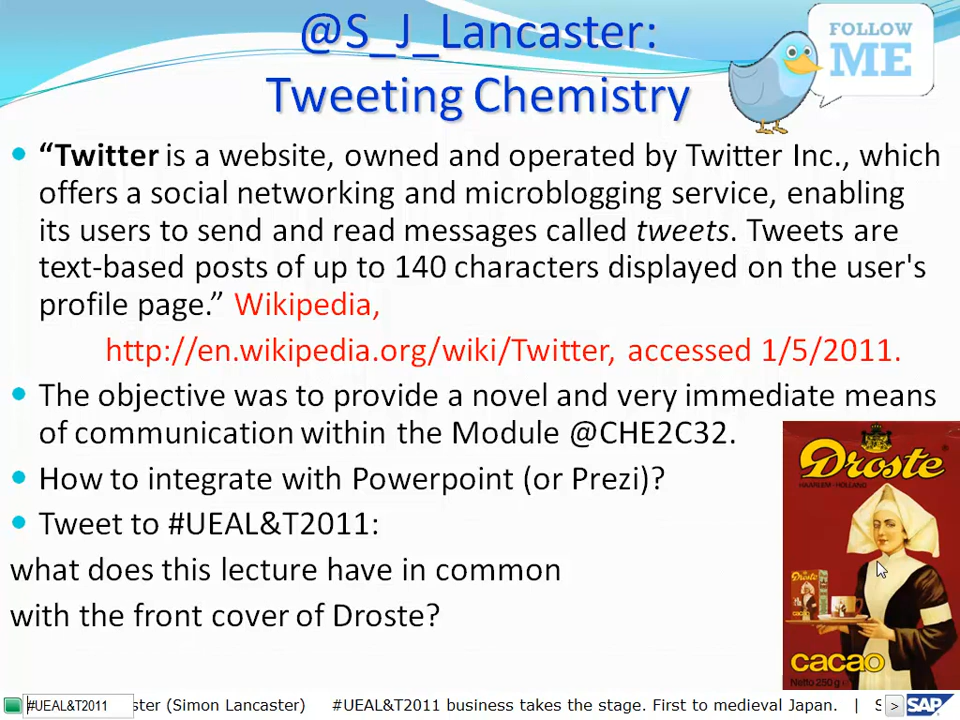 @S_J_Lancaster:
Tweeting Chemistry
FOLLOW
ME
“Twitter is a website, owned and operated by Twitter Inc., which
offers a social networking and microblogging service, enabling
its users to send and read messages called tweets. Tweets are
text-based posts of up to 140 characters displayed on the user's
profile page.” Wikipedia,
http://en.wikipedia.org/wiki/Twitter, accessed 1/5/2011.
The objective was to provide a novel and very immediate means
of communication within the Module @CHE2C32.
How to integrate with Powerpoint (or Prezi)?
Tweet to #UEAL&T2011:
what does this lecture have in common
with the front cover of Droste?
Droste
HAARLEM - HOLLAND
Droste
cacao
Netto 250 g
#UEAL&T2011 ster (Simon Lancaster) #UEAL&T2011 business takes the stage. First to medieval Japan. | S > SAP